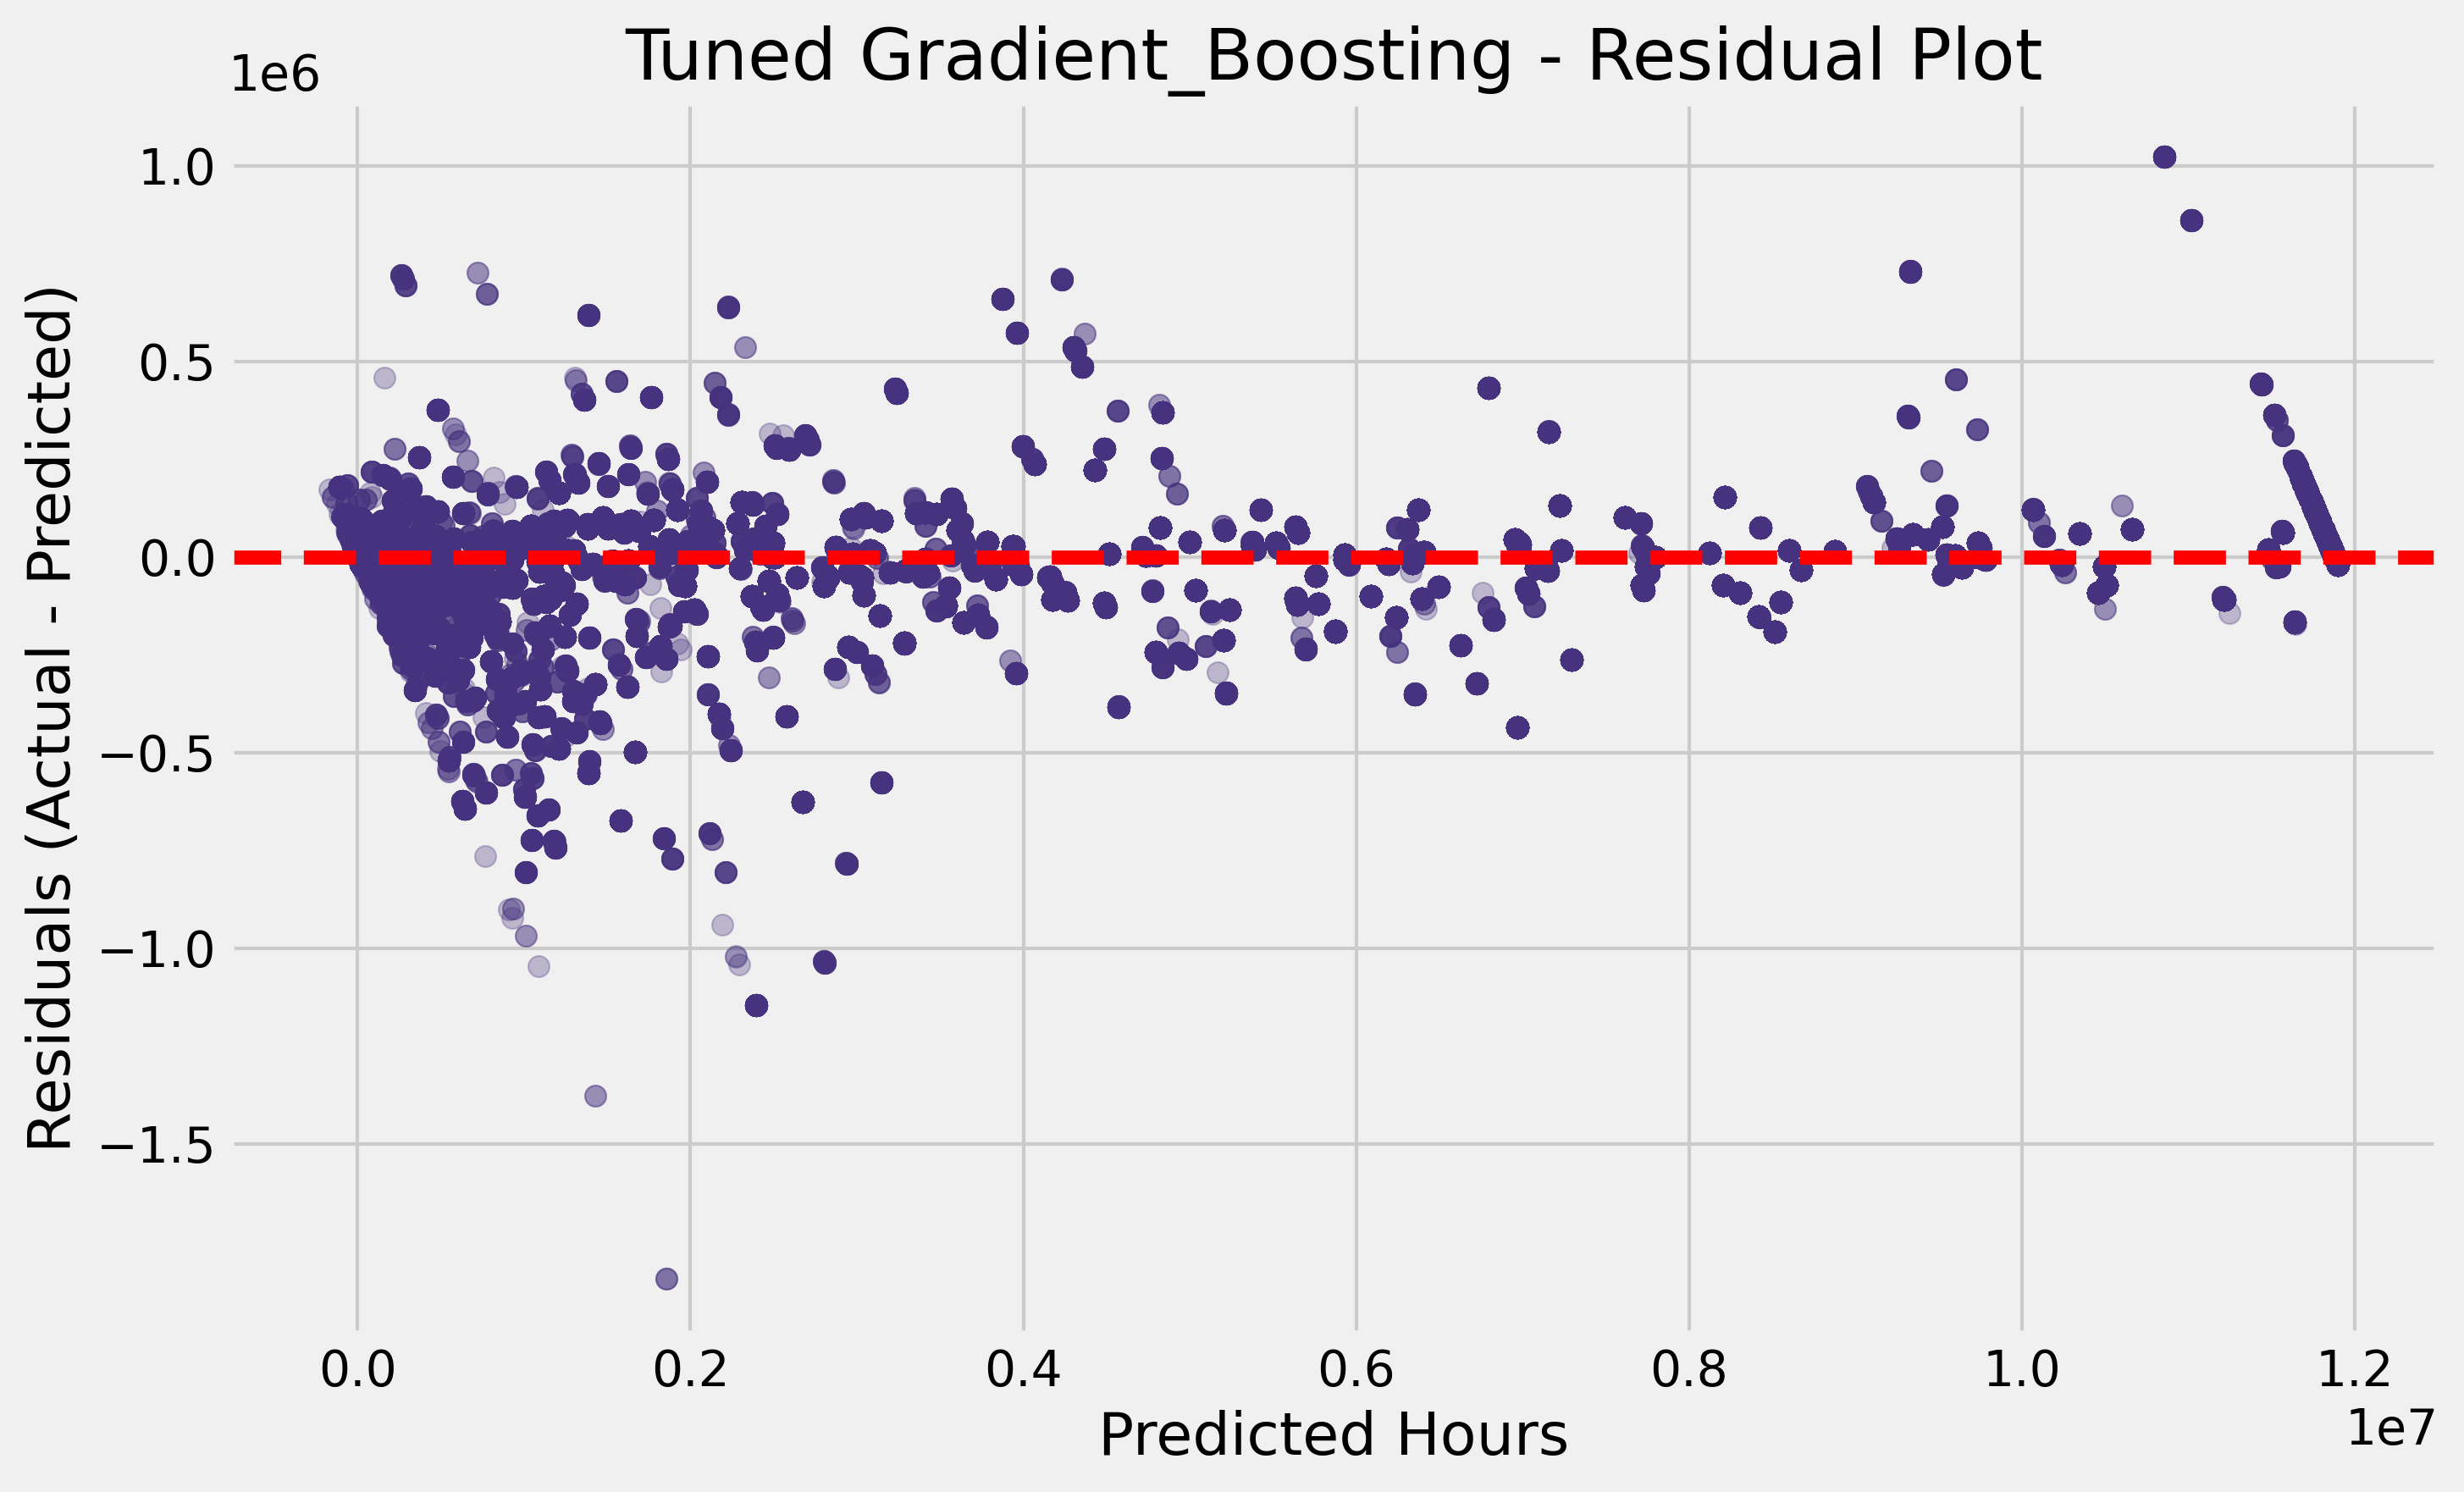 Tuned Gradient_Boosting - Residual Plot
1e6
Residuals (Actual - Predicted)
1.0
0.5
0.0
−0.5
−1.0
−1.5
0.0 0.2 0.4 0.6 0.8 1.0 1.2
1e7
Predicted Hours